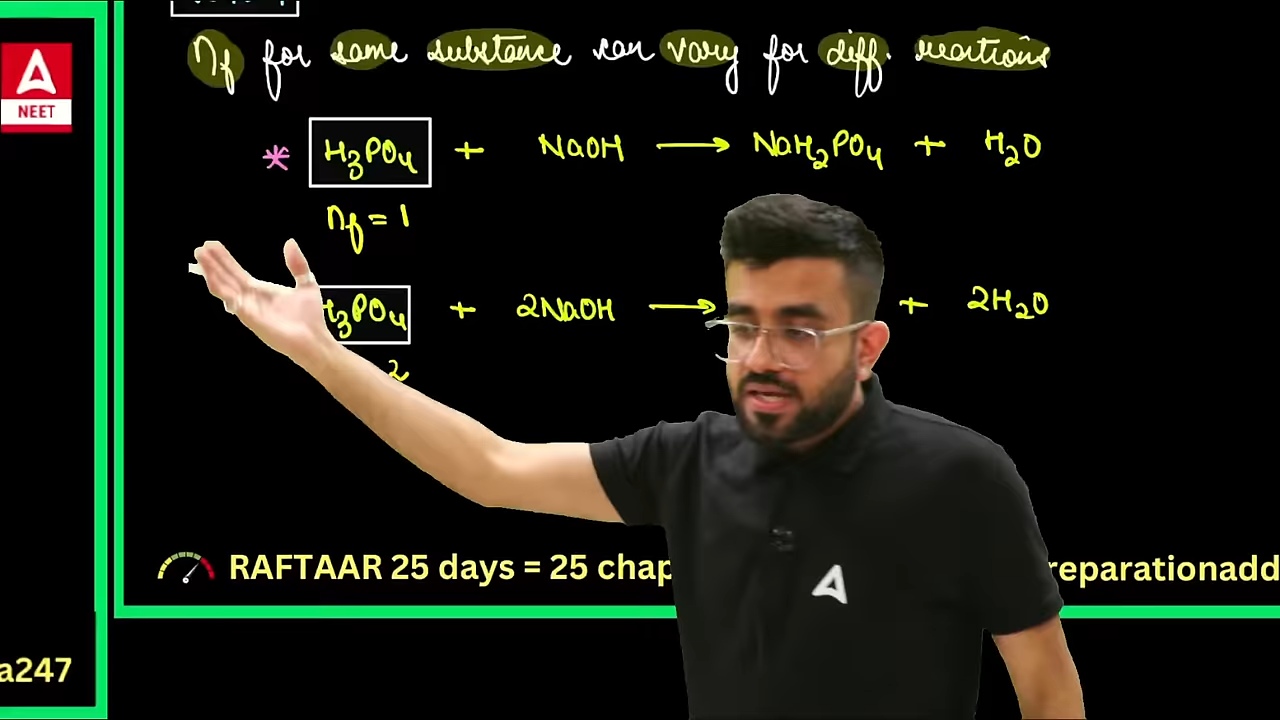 nf for same substance can vary for diff. reactions
NEET
* H₃PO₄ + NaOH ⟶ NaH₂PO₄ + H₂O
nf = 1
H₃PO₄ + 2NaOH ⟶ + 2H₂O
2
RAFTAAR 25 days = 25 chap reparationadd
a247